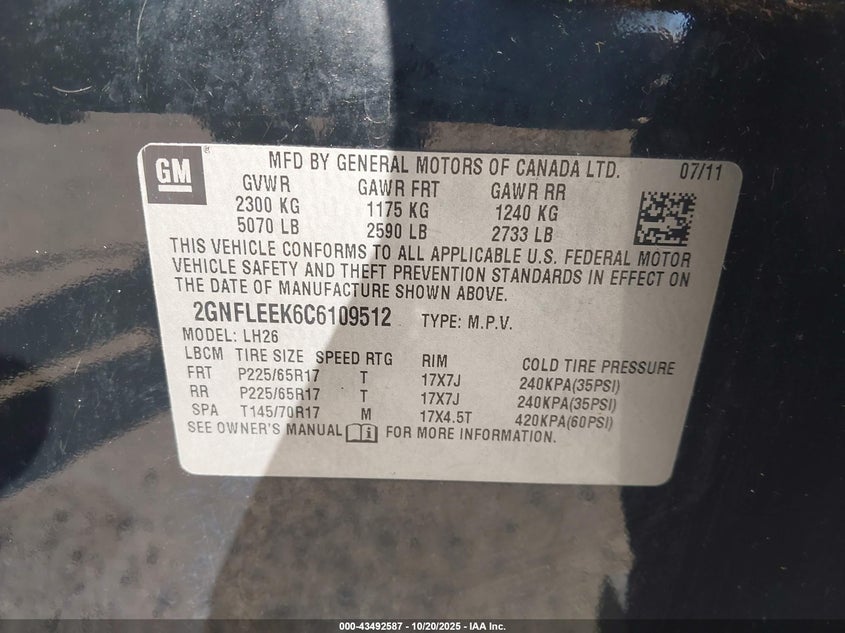 GM
MFD BY GENERAL MOTORS OF CANADA LTD. 07/11
GVWR GAWR FRT GAWR RR
2300 KG 1175 KG 1240 KG
5070 LB 2590 LB 2733 LB
THIS VEHICLE CONFORMS TO ALL APPLICABLE U.S. FEDERAL MOTOR
VEHICLE SAFETY AND THEFT PREVENTION STANDARDS IN EFFECT ON
THE DATE OF MANUFACTURE SHOWN ABOVE.
2GNFLEEK6C6109512 TYPE: M.P.V.
MODEL: LH26
LBCM TIRE SIZE SPEED RTG RIM COLD TIRE PRESSURE
FRT P225/65R17 T 17X7J 240KPA(35PSI)
RR P225/65R17 T 17X7J 240KPA(35PSI)
SPA T145/70R17 M 17X4.5T 420KPA(60PSI)
SEE OWNER'S MANUAL i FOR MORE INFORMATION.
000-43492587 - 10/20/2025 - IAA Inc.